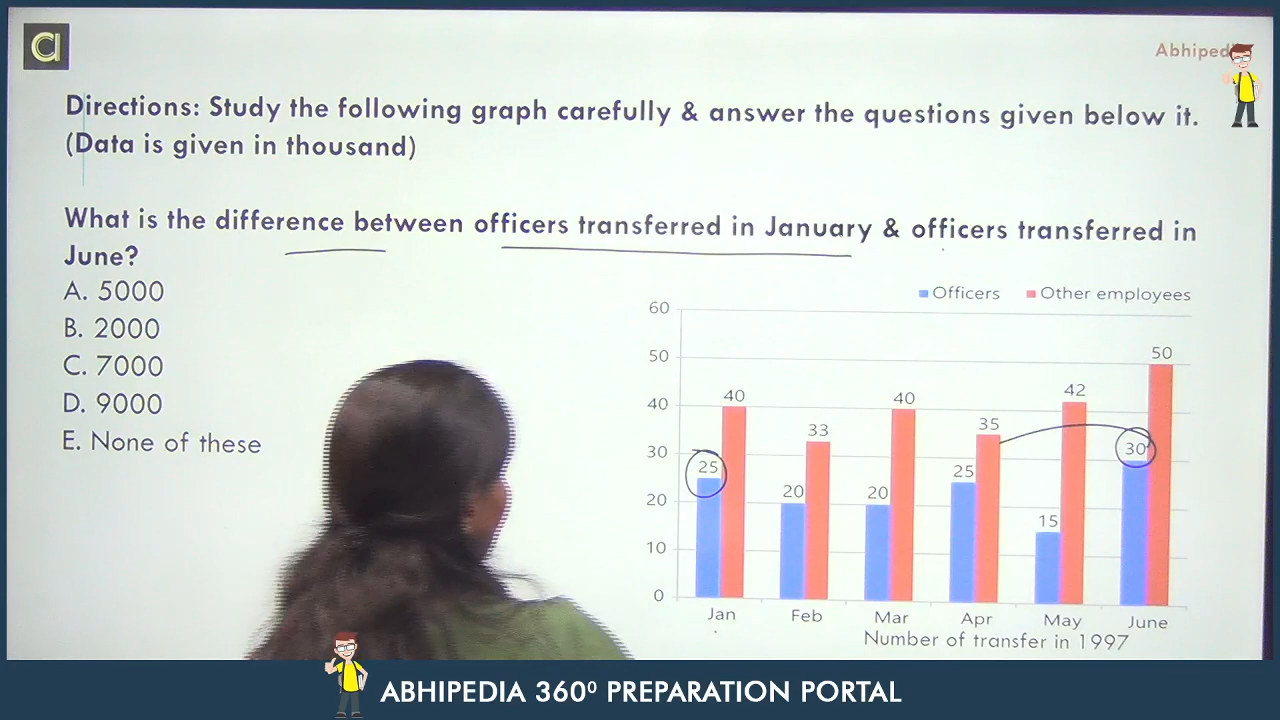 a
Abhiped
Directions: Study the following graph carefully & answer the questions given below it.
(Data is given in thousand)
What is the difference between officers transferred in January & officers transferred in
June?
A. 5000
B. 2000
C. 7000
D. 9000
E. None of these
Officers Other employees
60
50
40
30
20
10
0
25 40 20 33 20 40 25 35 15 42 30 50
Jan Feb Mar Apr May June
Number of transfer in 1997
ABHIPEDIA 360⁰ PREPARATION PORTAL